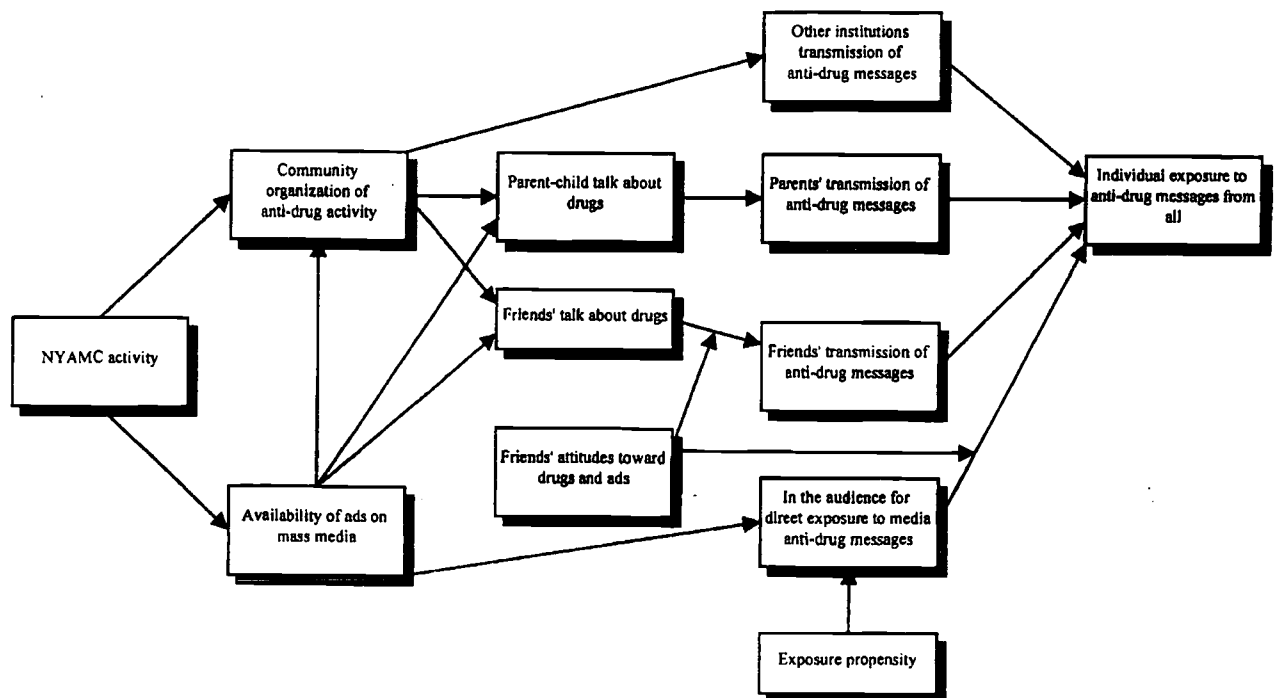 Other institutions
transmission of
anti-drug messages
Community
organization of
anti-drug activity
Parent-child talk about
drugs
Parents' transmission of
anti-drug messages
Individual exposure to
anti-drug messages from
all
NYAMC activity
Friends' talk about drugs
Friends' transmission of
anti-drug messages
Friends' attitudes toward
drugs and ads
Availability of ads on
mass media
In the audience for
direct exposure to media
anti-drug messages
Exposure propensity